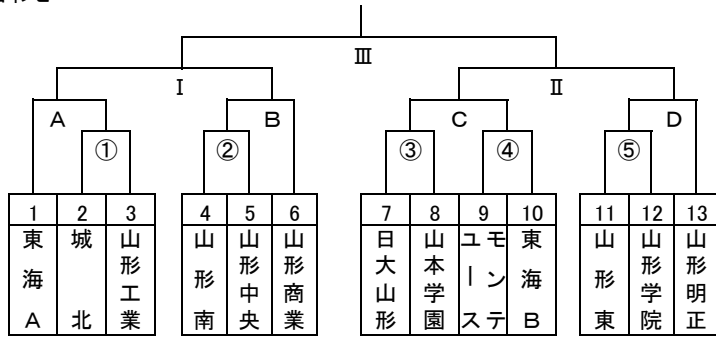 Ⅲ
Ⅰ
Ⅱ
A
B
C
D
①
②
③
④
⑤
1
2
3
4
5
6
7
8
9
10
11
12
13
東海A
城北
山形工業
山形南
山形中央
山形商業
日大山形
山本学園
モンテ
ユース
東海B
山形東
山形学院
山形明正